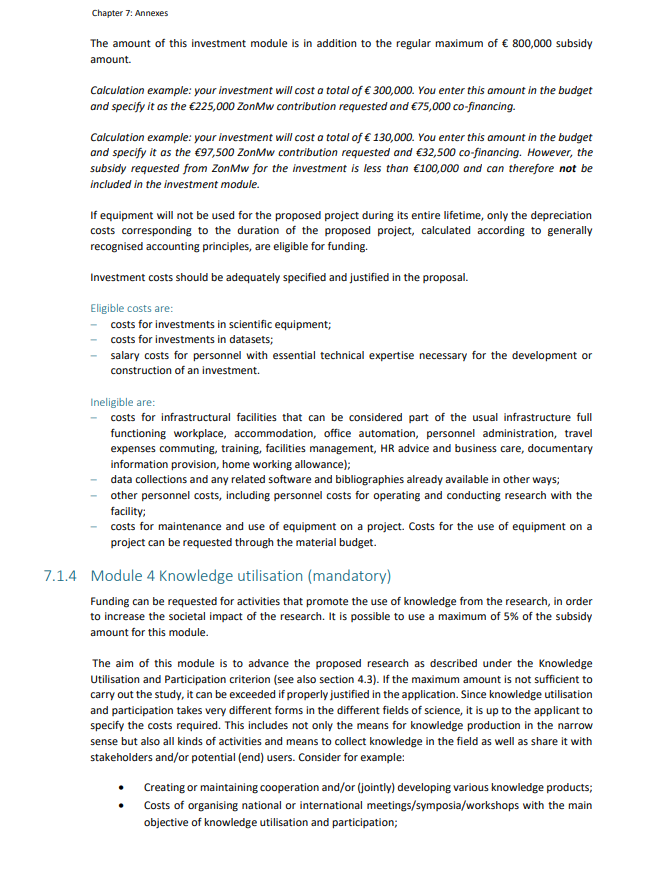 Chapter 7: Annexes
The amount of this investment module is in addition to the regular maximum of € 800,000 subsidy
amount.
Calculation example: your investment will cost a total of € 300,000. You enter this amount in the budget
and specify it as the €225,000 ZonMw contribution requested and €75,000 co-financing.
Calculation example: your investment will cost a total of € 130,000. You enter this amount in the budget
and specify it as the €97,500 ZonMw contribution requested and €32,500 co-financing. However, the
subsidy requested from ZonMw for the investment is less than €100,000 and can therefore not be
included in the investment module.
If equipment will not be used for the proposed project during its entire lifetime, only the depreciation
costs corresponding to the duration of the proposed project, calculated according to generally
recognised accounting principles, are eligible for funding.
Investment costs should be adequately specified and justified in the proposal.
Eligible costs are:
– costs for investments in scientific equipment;
– costs for investments in datasets;
– salary costs for personnel with essential technical expertise necessary for the development or
construction of an investment.
Ineligible are:
– costs for infrastructural facilities that can be considered part of the usual infrastructure full
functioning workplace, accommodation, office automation, personnel administration, travel
expenses commuting, training, facilities management, HR advice and business care, documentary
information provision, home working allowance);
– data collections and any related software and bibliographies already available in other ways;
– other personnel costs, including personnel costs for operating and conducting research with the
facility;
– costs for maintenance and use of equipment on a project. Costs for the use of equipment on a
project can be requested through the material budget.
7.1.4 Module 4 Knowledge utilisation (mandatory)
Funding can be requested for activities that promote the use of knowledge from the research, in order
to increase the societal impact of the research. It is possible to use a maximum of 5% of the subsidy
amount for this module.
The aim of this module is to advance the proposed research as described under the Knowledge
Utilisation and Participation criterion (see also section 4.3). If the maximum amount is not sufficient to
carry out the study, it can be exceeded if properly justified in the application. Since knowledge utilisation
and participation takes very different forms in the different fields of science, it is up to the applicant to
specify the costs required. This includes not only the means for knowledge production in the narrow
sense but also all kinds of activities and means to collect knowledge in the field as well as share it with
stakeholders and/or potential (end) users. Consider for example:
• Creating or maintaining cooperation and/or (jointly) developing various knowledge products;
• Costs of organising national or international meetings/symposia/workshops with the main
objective of knowledge utilisation and participation;